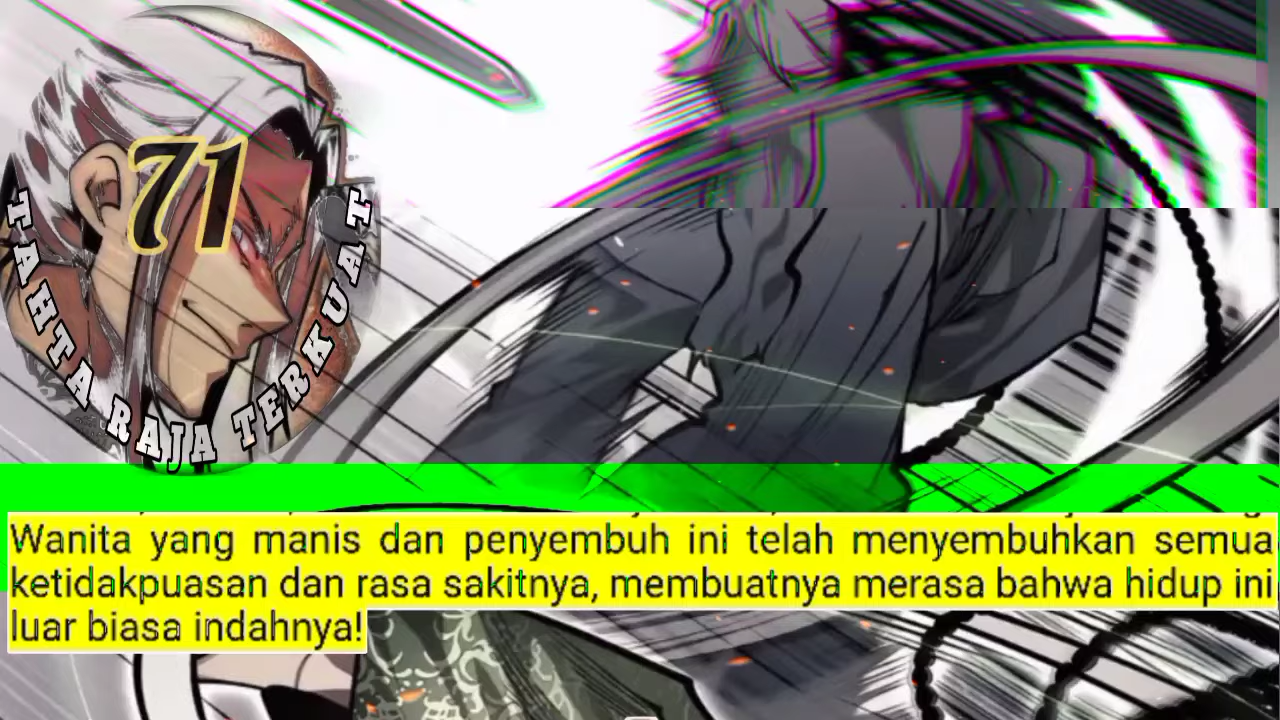 71
TAHTA RAJA TERKUAT
Wanita yang manis dan penyembuh ini telah menyembuhkan semua
ketidakpuasan dan rasa sakitnya, membuatnya merasa bahwa hidup ini
luar biasa indahnya!